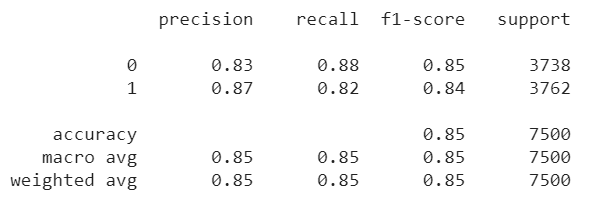 precision recall f1-score support
0 0.83 0.88 0.85 3738
1 0.87 0.82 0.84 3762
accuracy 0.85 7500
macro avg 0.85 0.85 0.85 7500
weighted avg 0.85 0.85 0.85 7500